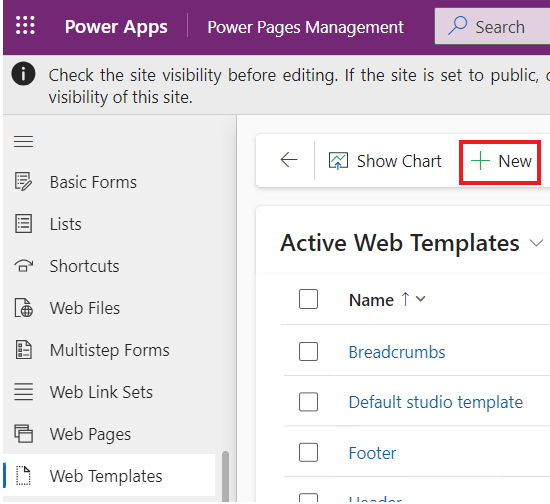 Power Apps
Power Pages Management
Search
Check the site visibility before editing. If the site is set to public,
visibility of this site.
Basic Forms
Lists
Shortcuts
Web Files
Multistep Forms
Web Link Sets
Web Pages
Web Templates
Show Chart
New
Active Web Templates
Name
Breadcrumbs
Default studio template
Footer
Header